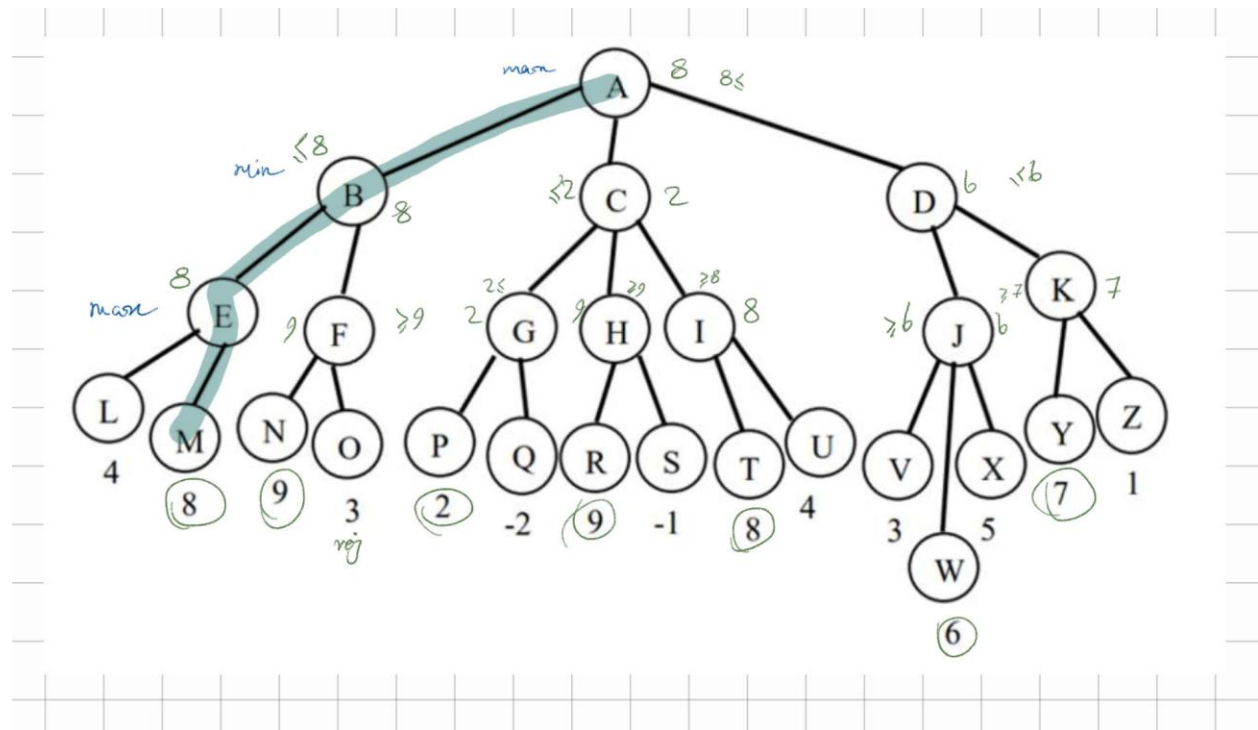 max A 8 8≤
min ≤8 B 8 ≤2 C 2 D 6 ≤6
max 8 E 9 F ≥9 2≤ 2 G 9 H ≥9 ≥8 I 8 ≥6 J 6 ≥7 K 7
L M N O P Q R S T U V X Y Z
4 8 9 3 2 -2 9 -1 8 4 3 5 7 1
W
6